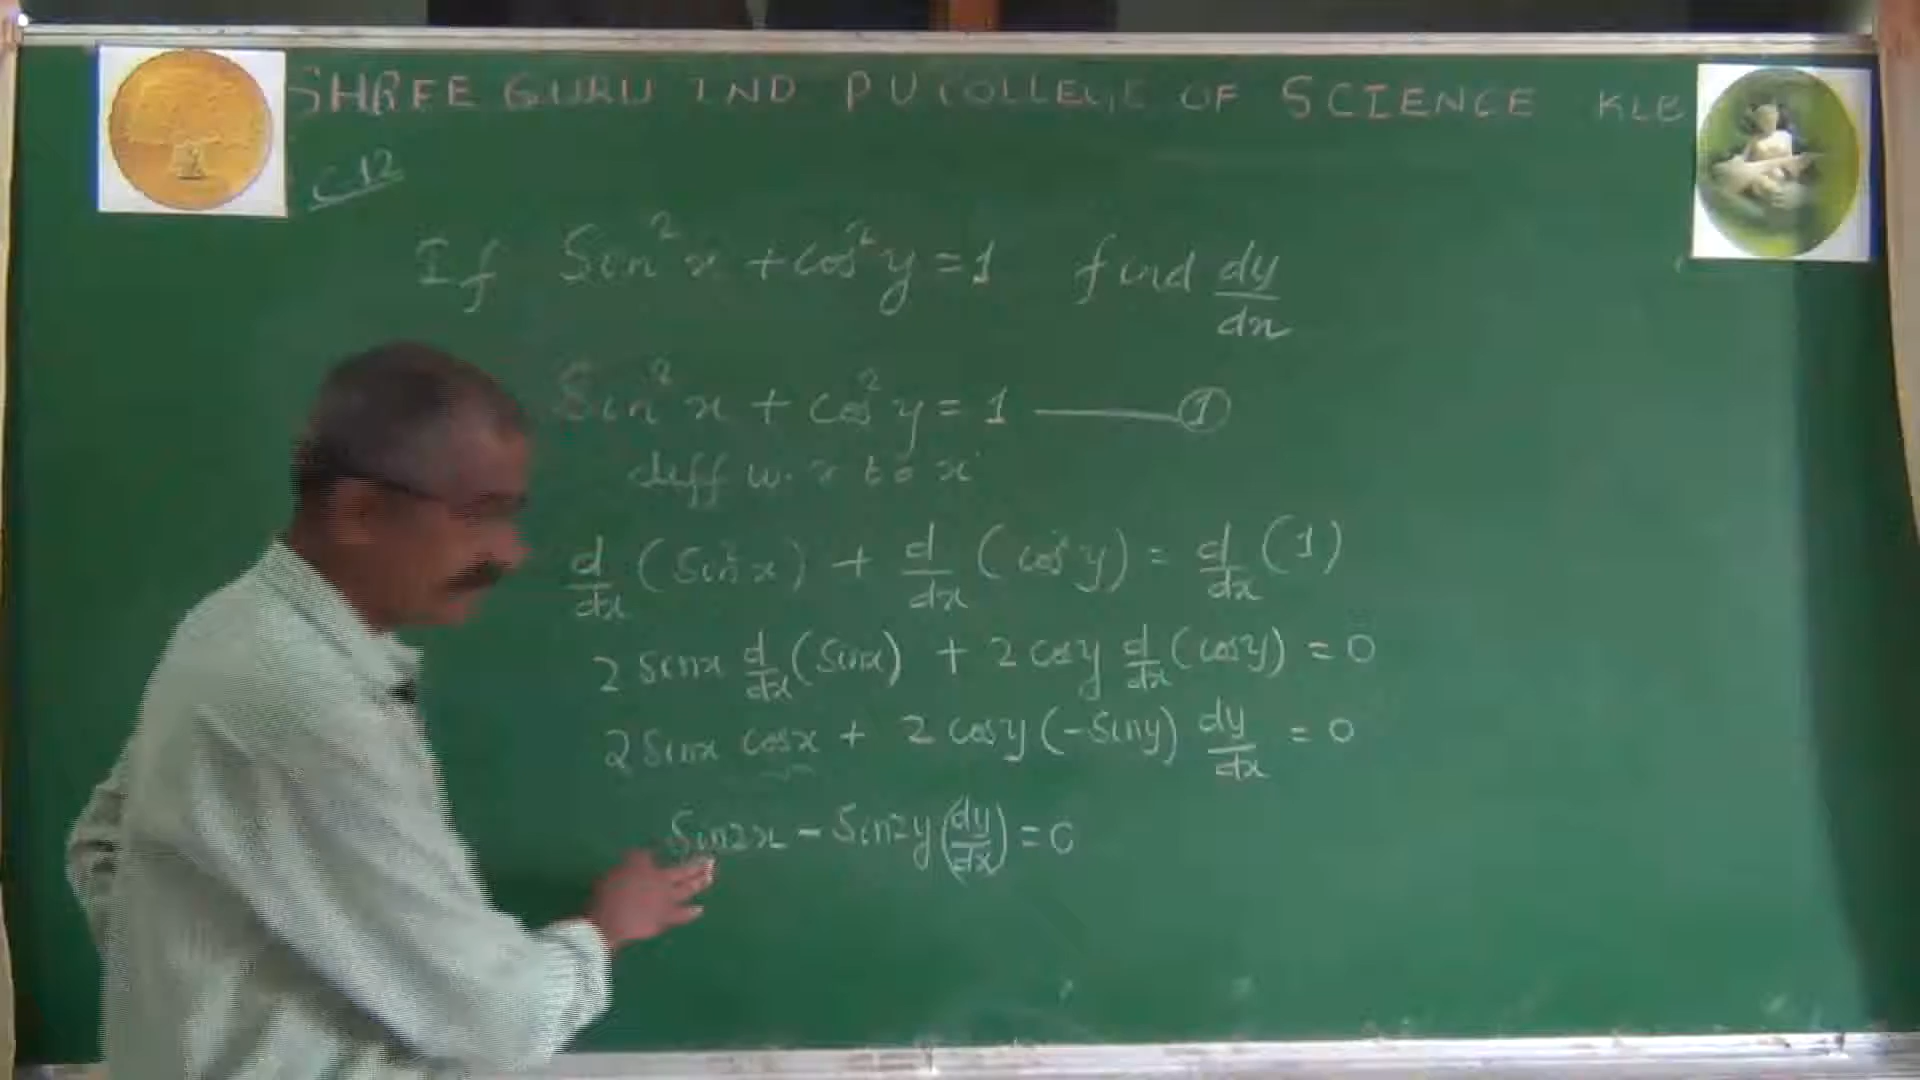 SHREE GURU IND PU COLLEGE OF SCIENCE KLB
C12
If Sin²x + cos²y = 1 find dy/dx
Sin²x + cos²y = 1 ——— ①
diff w.r to x
d/dx (Sin²x) + d/dx (cos²y) = d/dx (1)
2 Sinx d/dx (Sinx) + 2 cosy d/dx (cosy) = 0
2 Sinx cosx + 2 cosy (-Siny) dy/dx = 0
Sin2x - Sin2y (dy/dx) = 0